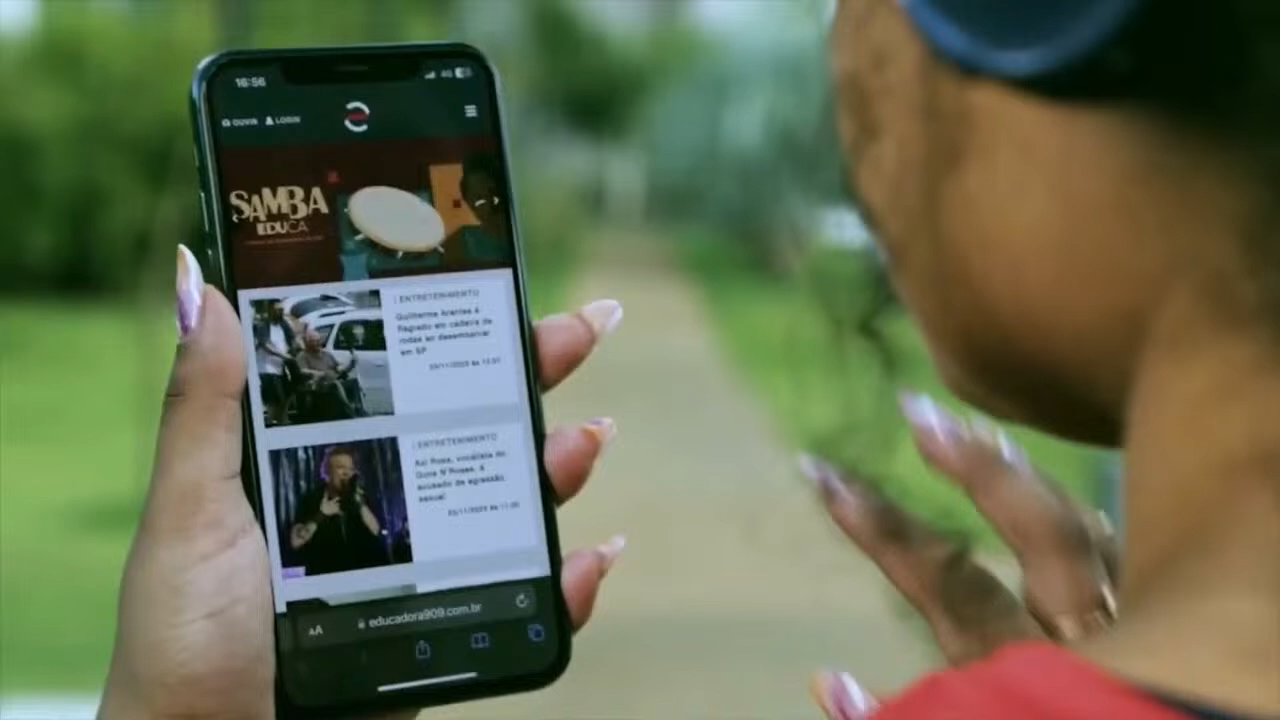 16:56
4G
OUVIR LOGIN
SAMBA
EDUCA
| ENTRETENIMENTO
Guilherme Arantes é
flagrado em cadeira de
rodas ao desembarcar
em SP
| ENTRETENIMENTO
Axl Rose, vocalista do
Guns N'Roses, é
acusado de agressão
sexual
AA educadora909.com.br